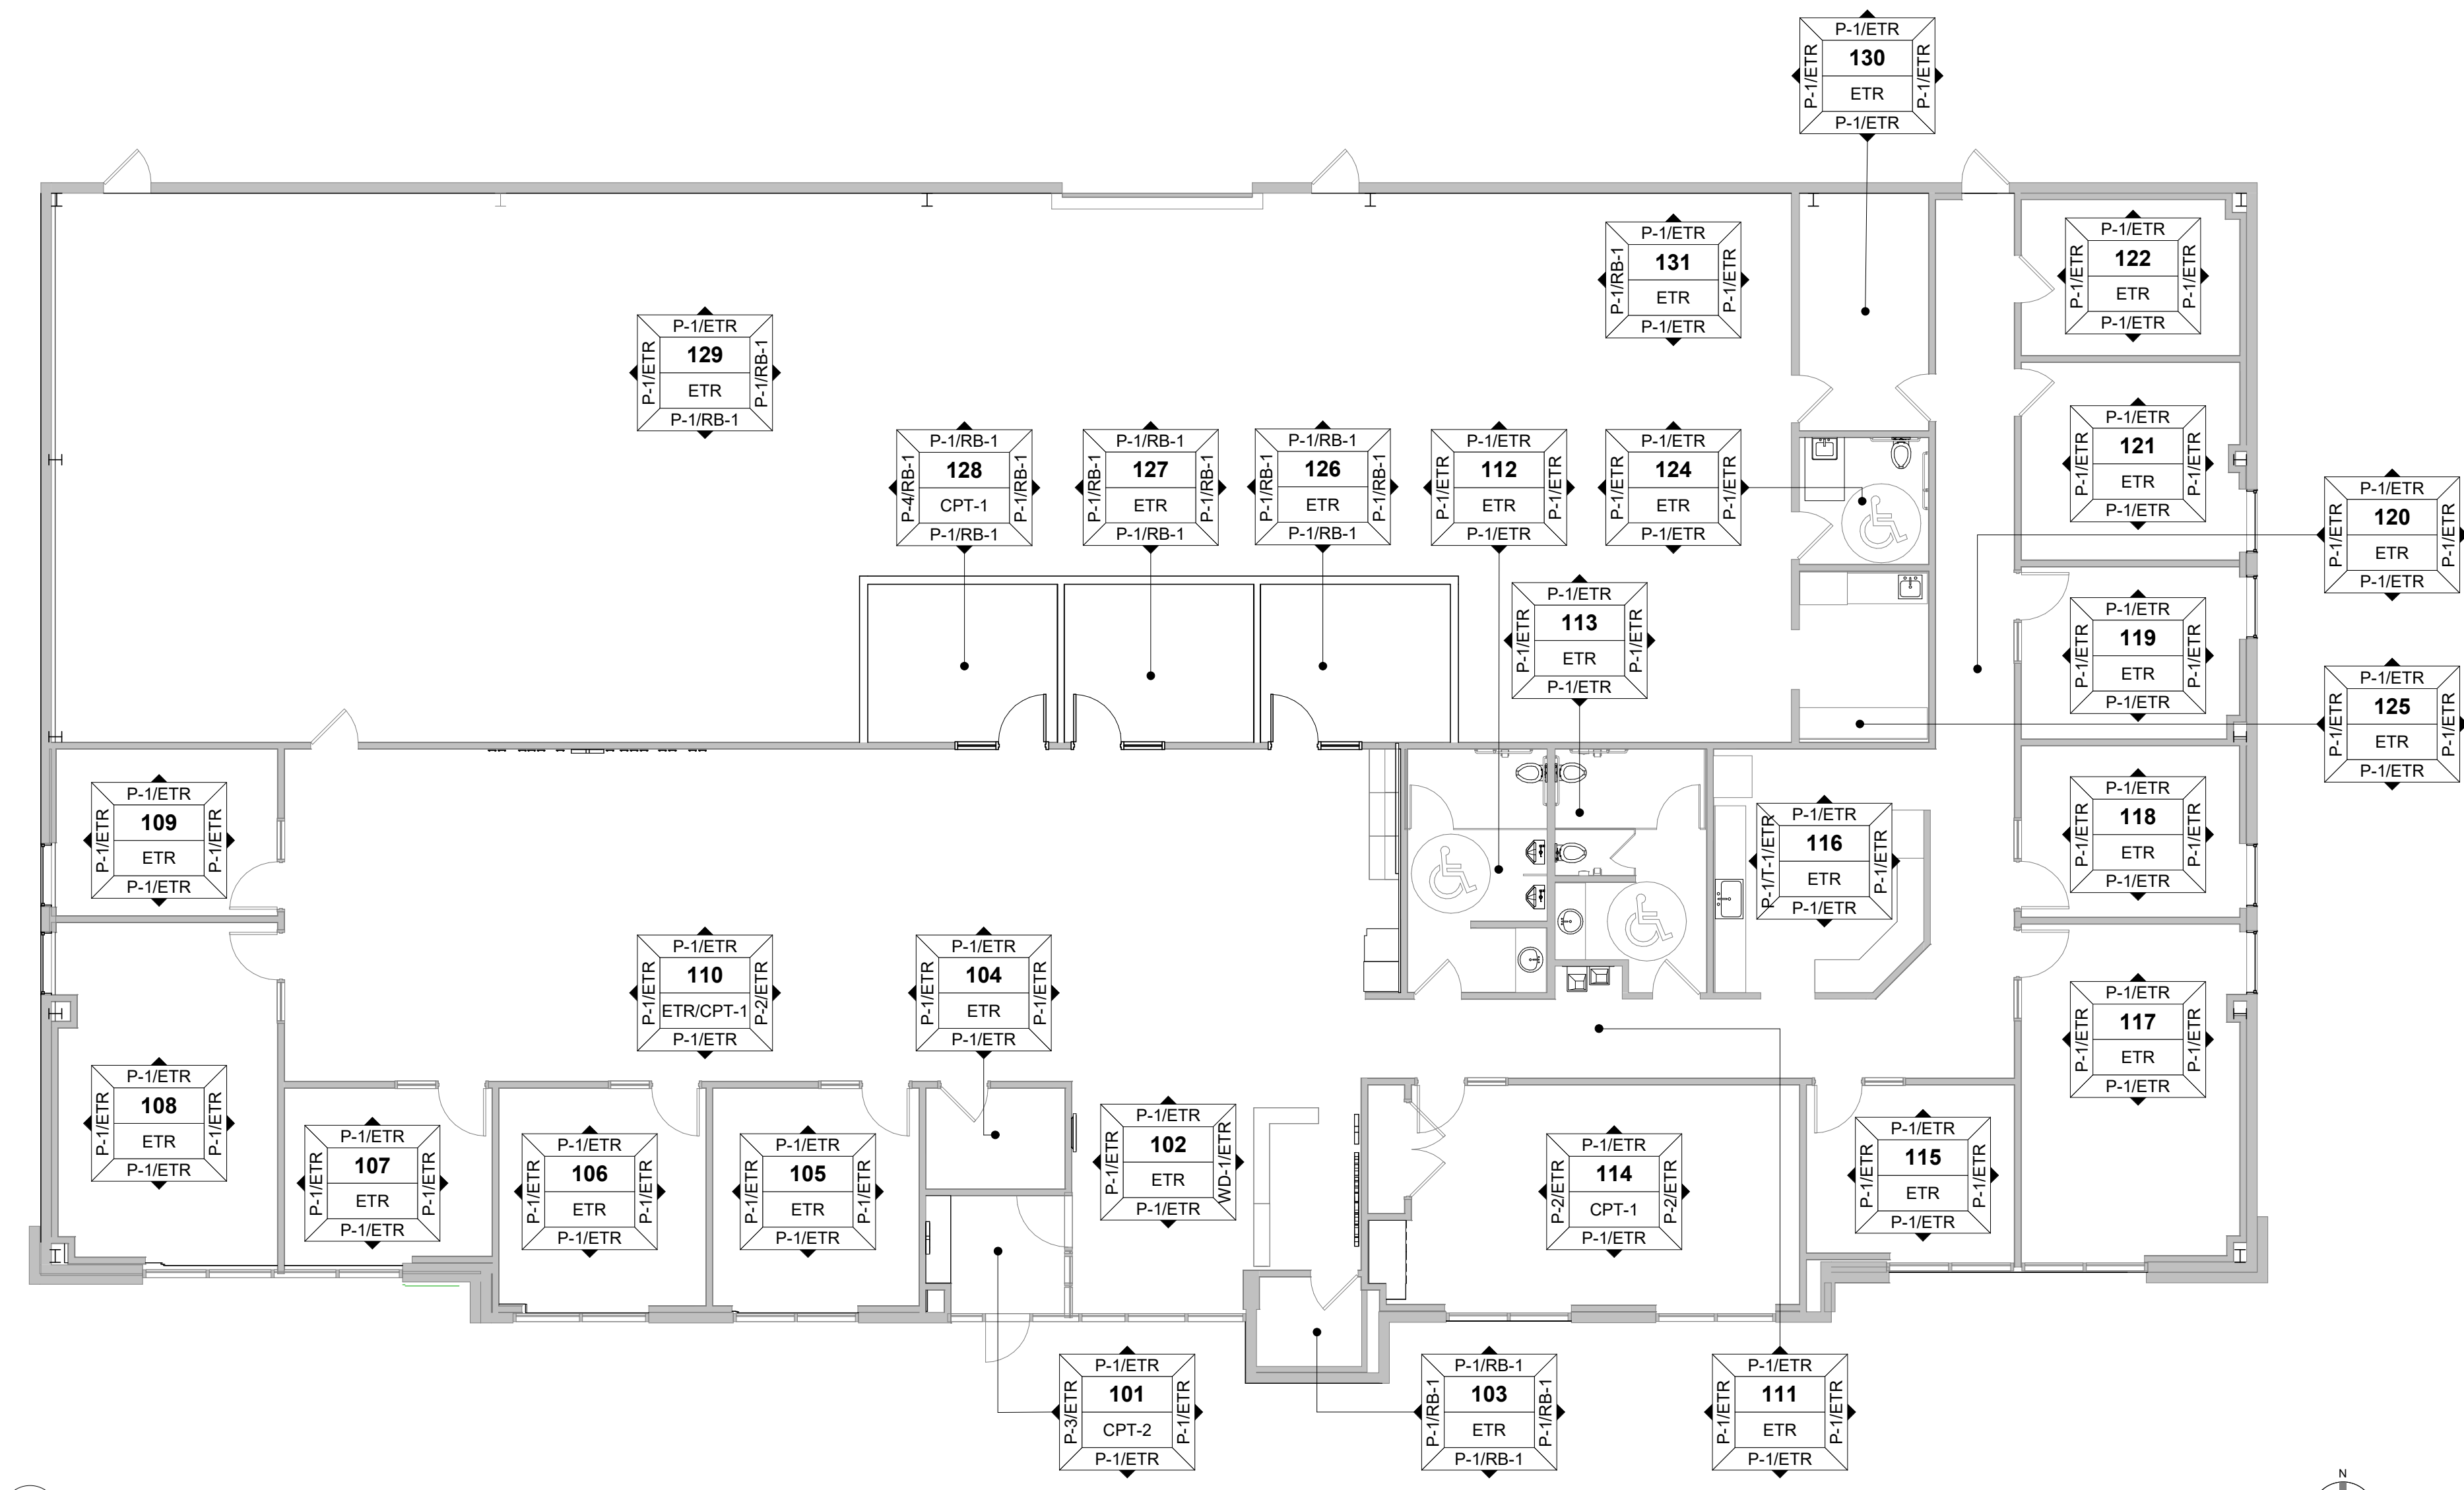 P-1/ETR
P-1/ETR
130
P-1/ETR
ETR
P-1/ETR
P-1/ETR
P-1/RB-1
131
P-1/ETR
ETR
P-1/ETR
P-1/ETR
P-1/ETR
122
P-1/ETR
ETR
P-1/ETR
P-1/ETR
P-1/ETR
129
P-1/RB-1
ETR
P-1/RB-1
P-1/RB-1
P-4/RB-1
128
P-1/RB-1
CPT-1
P-1/RB-1
P-1/RB-1
P-1/RB-1
127
P-1/RB-1
ETR
P-1/RB-1
P-1/RB-1
P-1/RB-1
126
P-1/RB-1
ETR
P-1/RB-1
P-1/ETR
P-1/ETR
112
P-1/ETR
ETR
P-1/ETR
P-1/ETR
P-1/ETR
124
P-1/ETR
ETR
P-1/ETR
P-1/ETR
P-1/ETR
121
P-1/ETR
ETR
P-1/ETR
P-1/ETR
P-1/ETR
120
P-1/ETR
ETR
P-1/ETR
P-1/ETR
P-1/ETR
113
P-1/ETR
ETR
P-1/ETR
P-1/ETR
P-1/ETR
119
P-1/ETR
ETR
P-1/ETR
P-1/ETR
P-1/ETR
125
P-1/ETR
ETR
P-1/ETR
P-1/ETR
P-1/ETR
109
P-1/ETR
ETR
P-1/ETR
P-1/ETR
P-1/T-1/ETR
116
P-1/ETR
ETR
P-1/ETR
P-1/ETR
P-1/ETR
118
P-1/ETR
ETR
P-1/ETR
P-1/ETR
P-1/ETR
110
P-2/ETR
ETR/CPT-1
P-1/ETR
P-1/ETR
P-1/ETR
104
P-1/ETR
ETR
P-1/ETR
P-1/ETR
P-1/ETR
117
P-1/ETR
ETR
P-1/ETR
P-1/ETR
P-1/ETR
108
P-1/ETR
ETR
P-1/ETR
P-1/ETR
P-1/ETR
107
P-1/ETR
ETR
P-1/ETR
P-1/ETR
P-1/ETR
106
P-1/ETR
ETR
P-1/ETR
P-1/ETR
P-1/ETR
105
P-1/ETR
ETR
P-1/ETR
P-1/ETR
P-1/ETR
102
WD-1/ETR
ETR
P-1/ETR
P-1/ETR
P-2/ETR
114
P-2/ETR
CPT-1
P-1/ETR
P-1/ETR
P-1/ETR
115
P-1/ETR
ETR
P-1/ETR
P-1/ETR
P-3/ETR
101
P-1/ETR
CPT-2
P-1/ETR
P-1/RB-1
P-1/RB-1
103
P-1/RB-1
ETR
P-1/RB-1
P-1/ETR
P-1/ETR
111
P-1/ETR
ETR
P-1/ETR
N